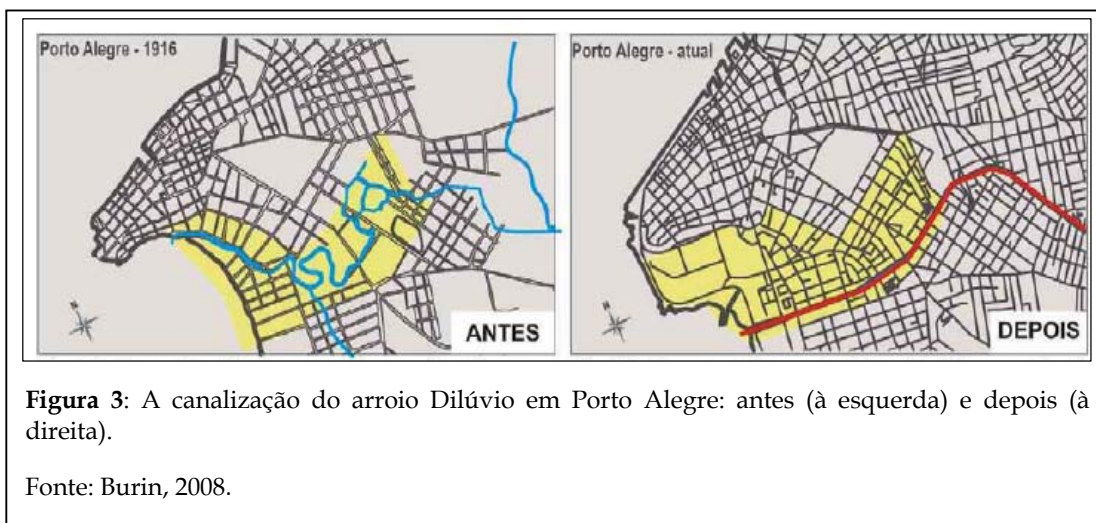 Porto Alegre - 1916
ANTES
Porto Alegre - atual
DEPOIS
Figura 3: A canalização do arroio Dilúvio em Porto Alegre: antes (à esquerda) e depois (à
direita).
Fonte: Burin, 2008.